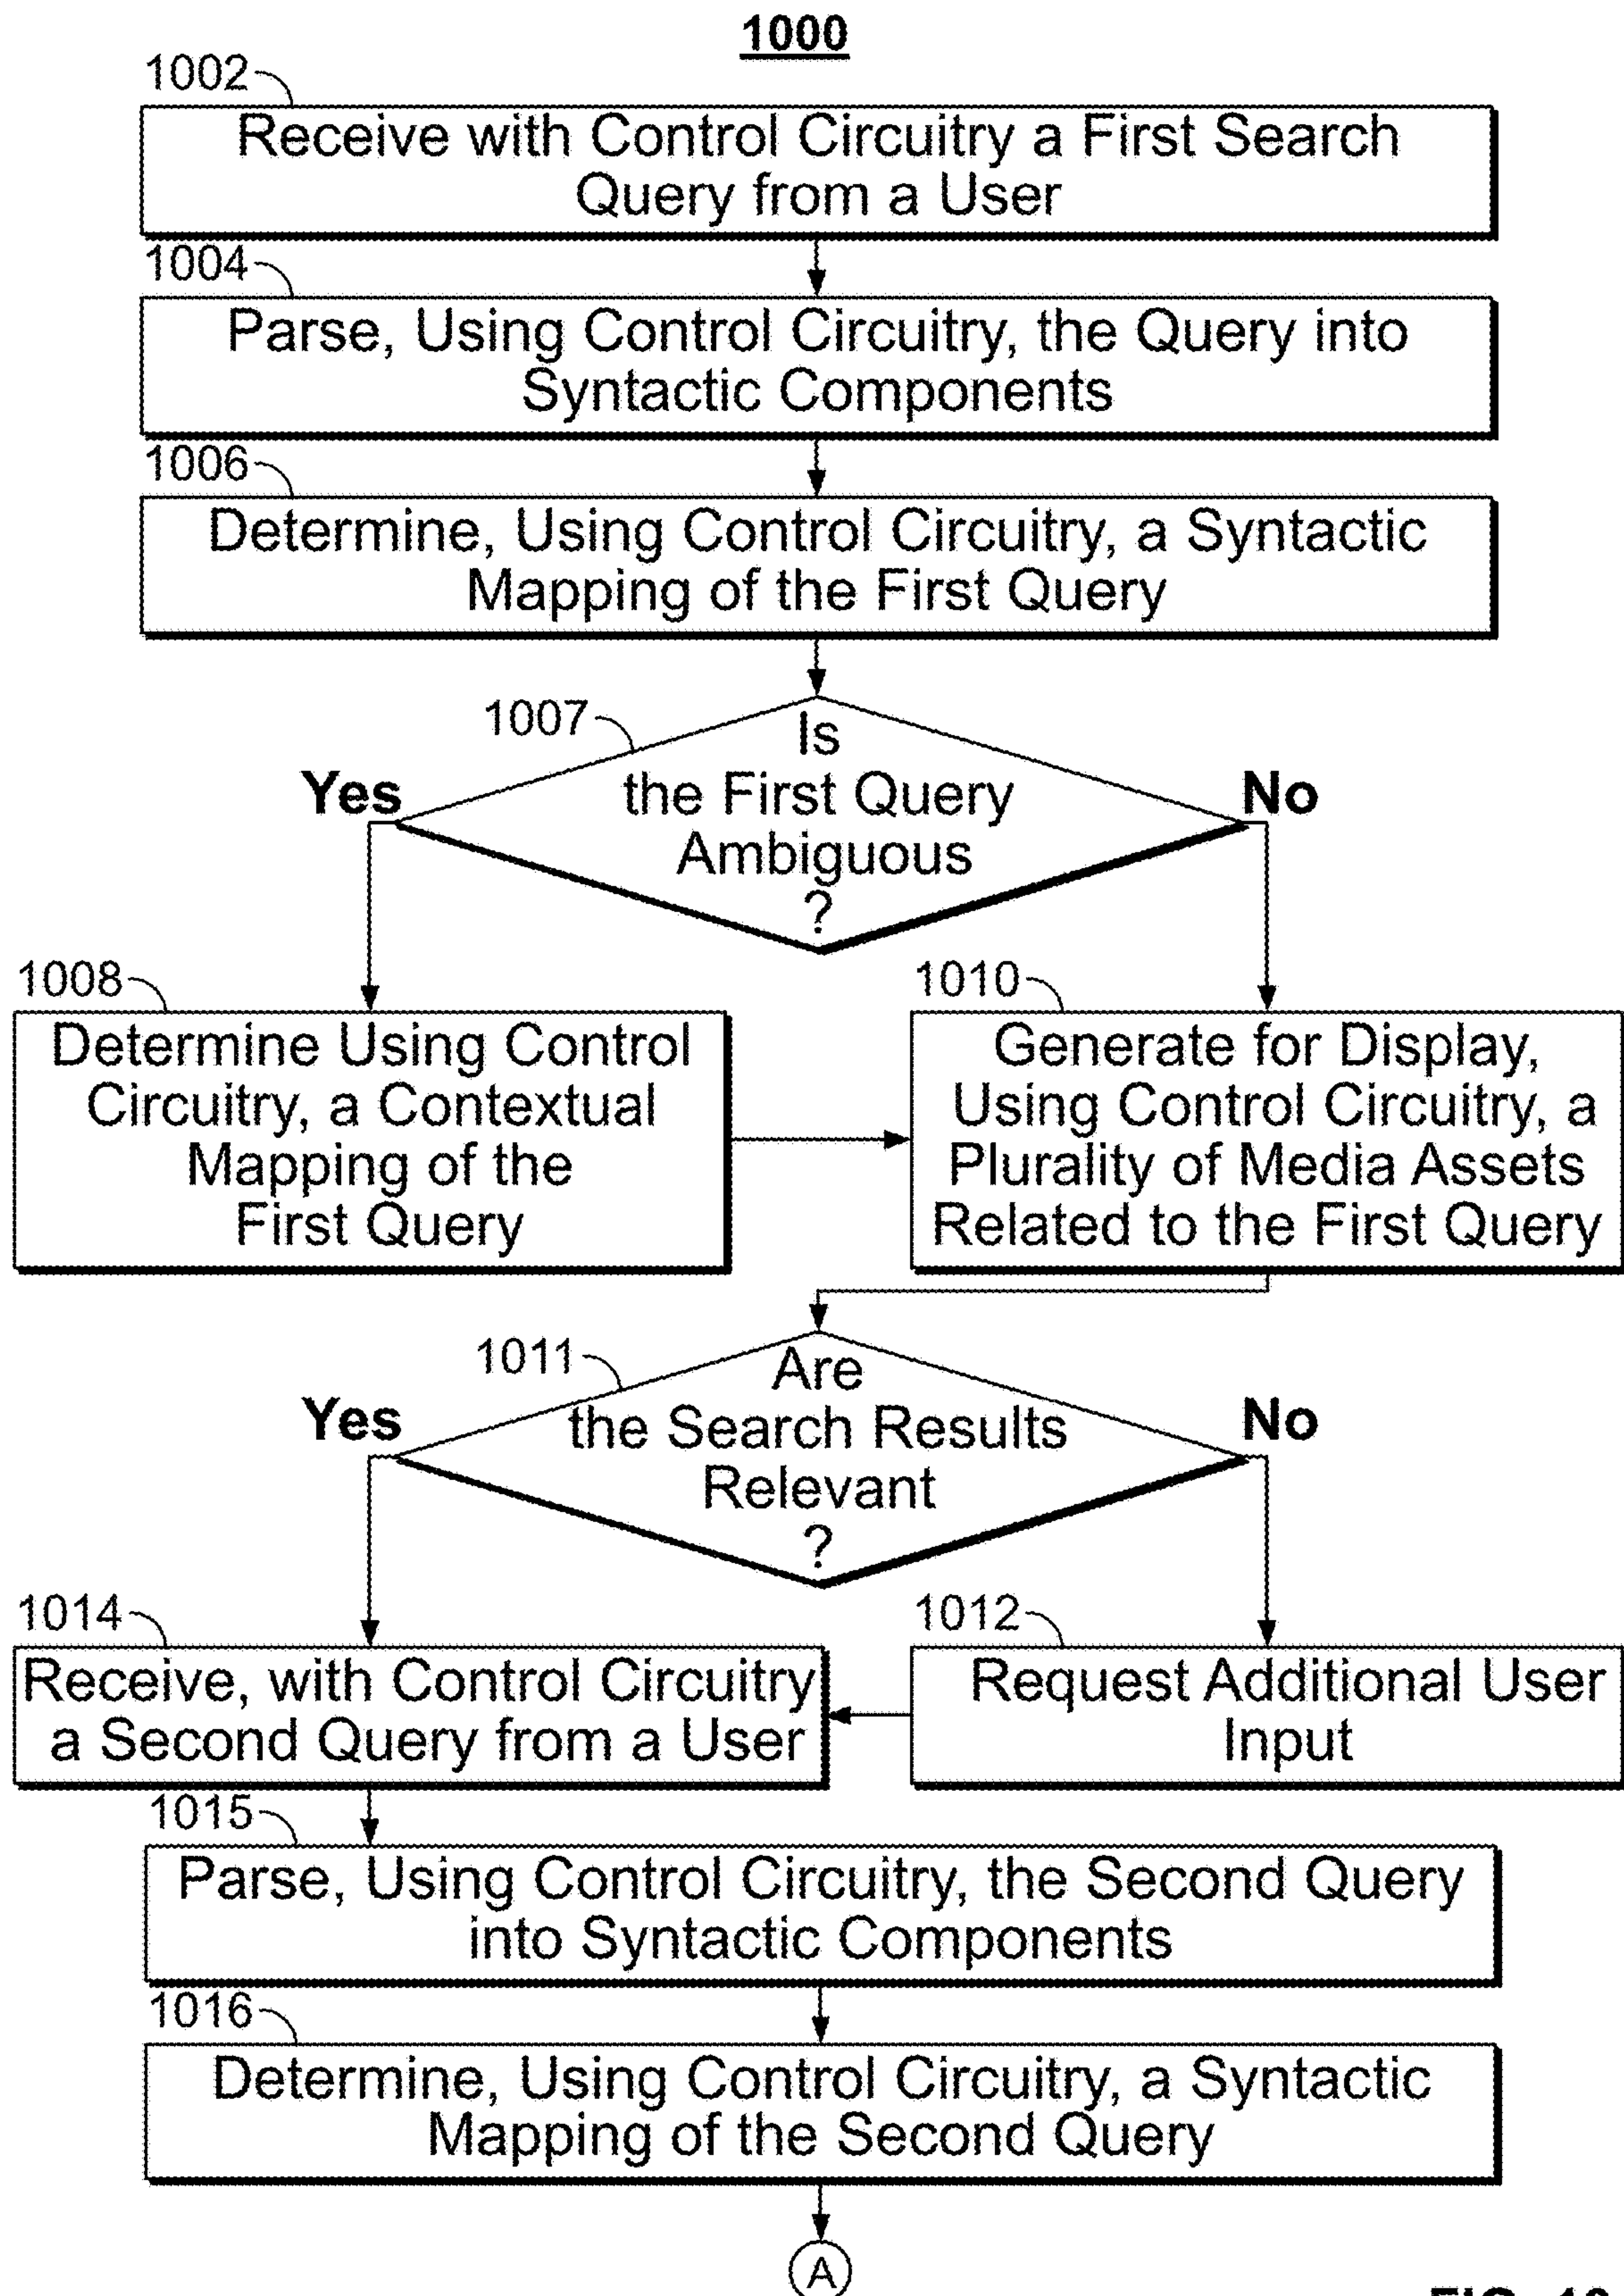 1000
1002
Receive with Control Circuitry a First Search
Query from a User
1004
Parse, Using Control Circuitry, the Query into
Syntactic Components
1006
Determine, Using Control Circuitry, a Syntactic
Mapping of the First Query
1007
Is
the First Query
Ambiguous
?
Yes
No
1008
Determine Using Control
Circuitry, a Contextual
Mapping of the
First Query
1010
Generate for Display,
Using Control Circuitry, a
Plurality of Media Assets
Related to the First Query
1011
Are
the Search Results
Relevant
?
Yes
No
1014
Receive, with Control Circuitry
a Second Query from a User
1012
Request Additional User
Input
1015
Parse, Using Control Circuitry, the Second Query
into Syntactic Components
1016
Determine, Using Control Circuitry, a Syntactic
Mapping of the Second Query
A